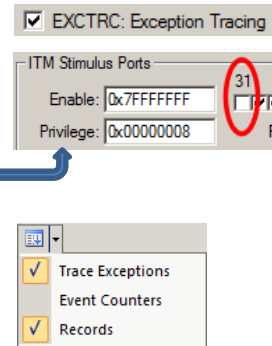 EXCTRC: Exception Tracing
ITM Stimulus Ports
31
Enable: 0x7FFFFFFF
Privilege: 0x00000008
Trace Exceptions
Event Counters
Records